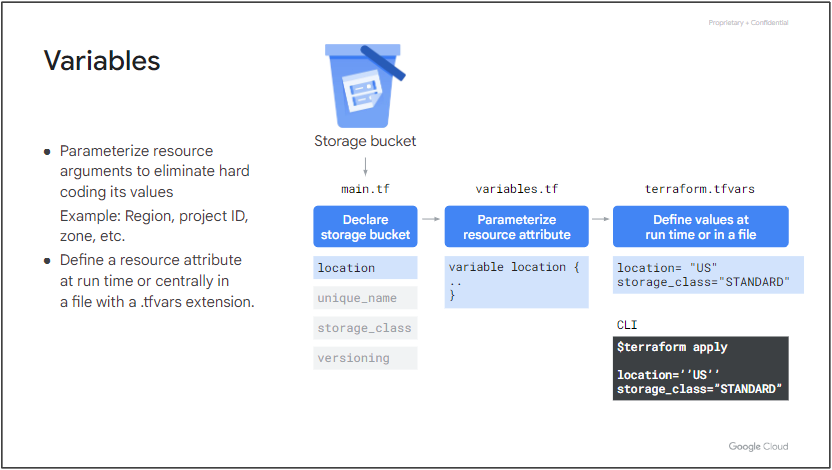 Proprietary + Confidential
Variables
Storage bucket
● Parameterize resource
arguments to eliminate hard
coding its values
Example: Region, project ID,
zone, etc.
● Define a resource attribute
at run time or centrally in
a file with a .tfvars extension.
main.tf
Declare
storage bucket
location
unique_name
storage_class
versioning
variables.tf
Parameterize
resource attribute
variable location {
..
}
terraform.tfvars
Define values at
run time or in a file
location= "US"
storage_class="STANDARD"
CLI
$terraform apply
location=‘’US’’
storage_class=”STANDARD”
Google Cloud